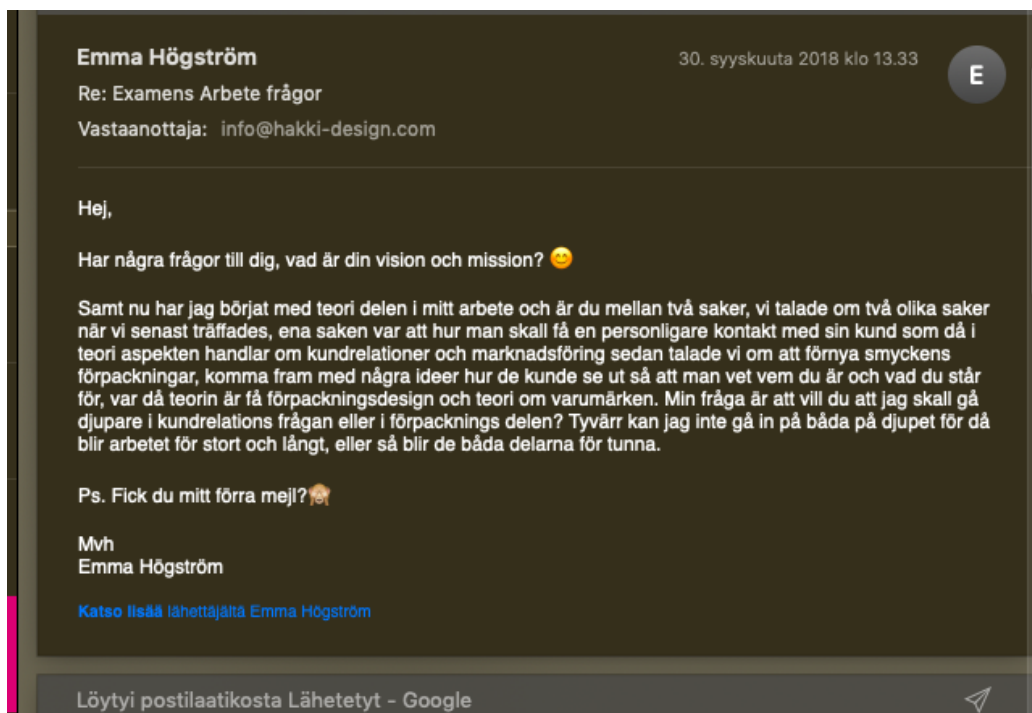 Emma Högström
30. syyskuuta 2018 klo 13.33
E
Re: Examens Arbete frågor
Vastaanottaja: info@hakki-design.com
Hej,
Har några frågor till dig, vad är din vision och mission? 😊
Samt nu har jag börjat med teori delen i mitt arbete och är du mellan två saker, vi talade om två olika saker
när vi senast träffades, ena saken var att hur man skall få en personligare kontakt med sin kund som då i
teori aspekten handlar om kundrelationer och marknadsföring sedan talade vi om att förnya smyckens
förpackningar, komma fram med några ideer hur de kunde se ut så att man vet vem du är och vad du står
för, var då teorin är få förpackningsdesign och teori om varumärken. Min fråga är att vill du att jag skall gå
djupare i kundrelations frågan eller i förpacknings delen? Tyvärr kan jag inte gå in på båda på djupet för då
blir arbetet för stort och långt, eller så blir de båda delarna för tunna.
Ps. Fick du mitt förra mejl?🙈
Mvh
Emma Högström
Katso lisää lähettäjältä Emma Högström
Löytyi postilaatikosta Lähetetyt – Google